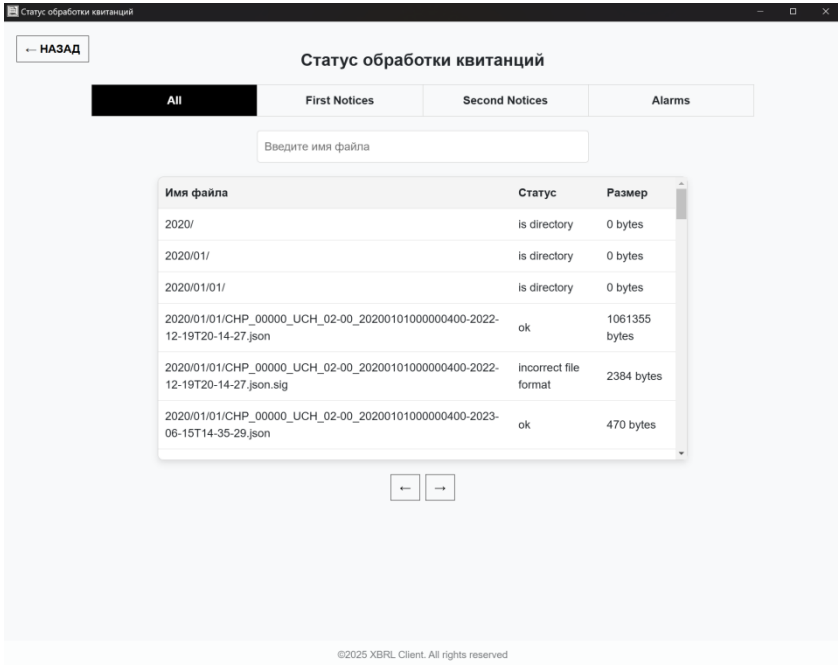 Статус обработки квитанций
← НАЗАД
Статус обработки квитанций
All First Notices Second Notices Alarms
Введите имя файла
Имя файла Статус Размер
2020/ is directory 0 bytes
2020/01/ is directory 0 bytes
2020/01/01/ is directory 0 bytes
2020/01/01/CHP_00000_UCH_02-00_20200101000000400-2022-
12-19T20-14-27.json
ok
1061355
bytes
2020/01/01/CHP_00000_UCH_02-00_20200101000000400-2022-
12-19T20-14-27.json.sig
incorrect file
format
2384 bytes
2020/01/01/CHP_00000_UCH_02-00_20200101000000400-2023-
06-15T14-35-29.json
ok
470 bytes
← →
©2025 XBRL Client. All rights reserved